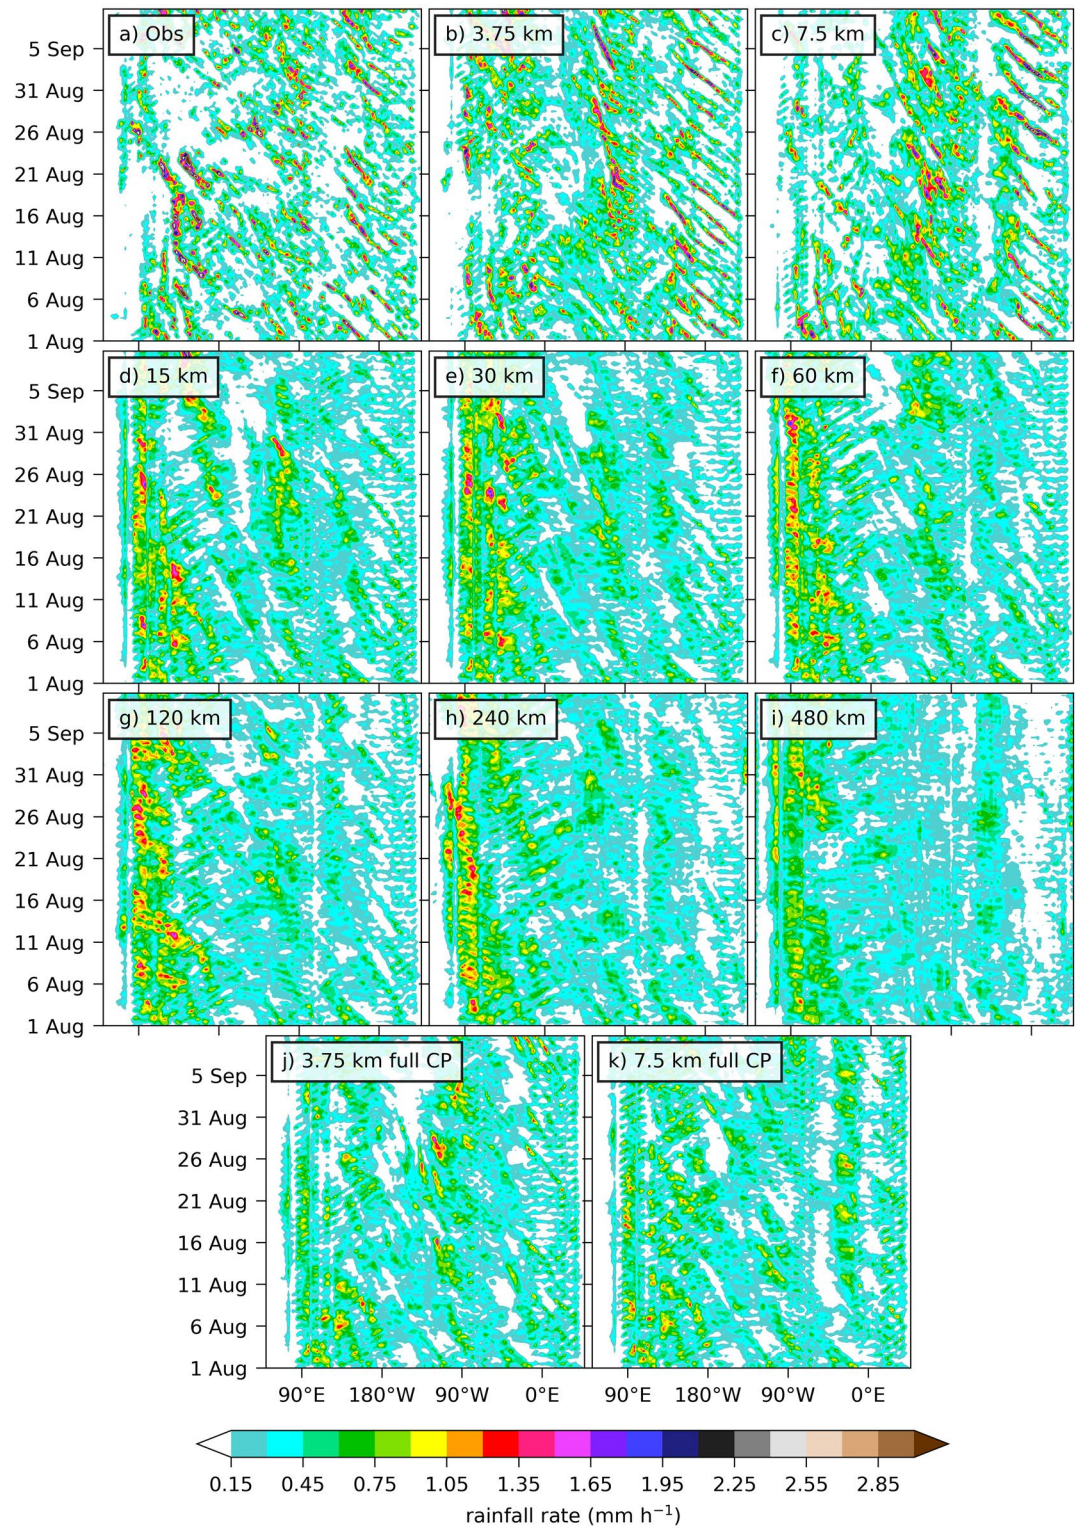 a) Obs
b) 3.75 km
c) 7.5 km
5 Sep
31 Aug
26 Aug
21 Aug
16 Aug
11 Aug
6 Aug
1 Aug
d) 15 km
e) 30 km
f) 60 km
5 Sep
31 Aug
26 Aug
21 Aug
16 Aug
11 Aug
6 Aug
1 Aug
g) 120 km
h) 240 km
i) 480 km
5 Sep
31 Aug
26 Aug
21 Aug
16 Aug
11 Aug
6 Aug
1 Aug
j) 3.75 km full CP
k) 7.5 km full CP
5 Sep
31 Aug
26 Aug
21 Aug
16 Aug
11 Aug
6 Aug
1 Aug
90°E 180°W 90°W 0°E 90°E 180°W 90°W 0°E
0.15 0.45 0.75 1.05 1.35 1.65 1.95 2.25 2.55 2.85
rainfall rate (mm h⁻¹)